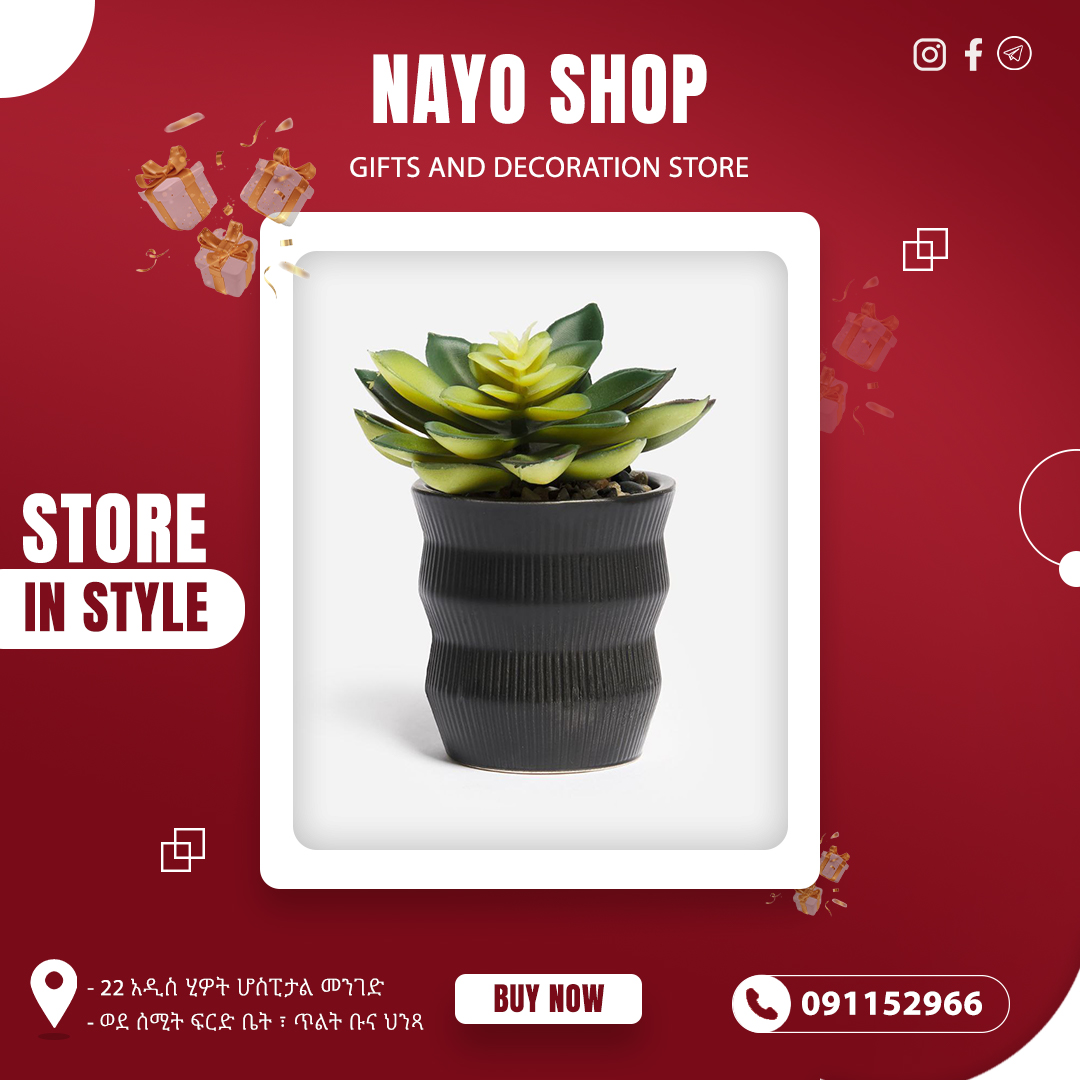 NAYO SHOP
GIFTS AND DECORATION STORE
STORE
IN STYLE
- 22 አዲስ ሂዎት ሆስፒታል መንገድ
- ወደ ሰሚት ፍርድ ቤት ፣ ጥልት ቡና ህንጻ
BUY NOW
091152966